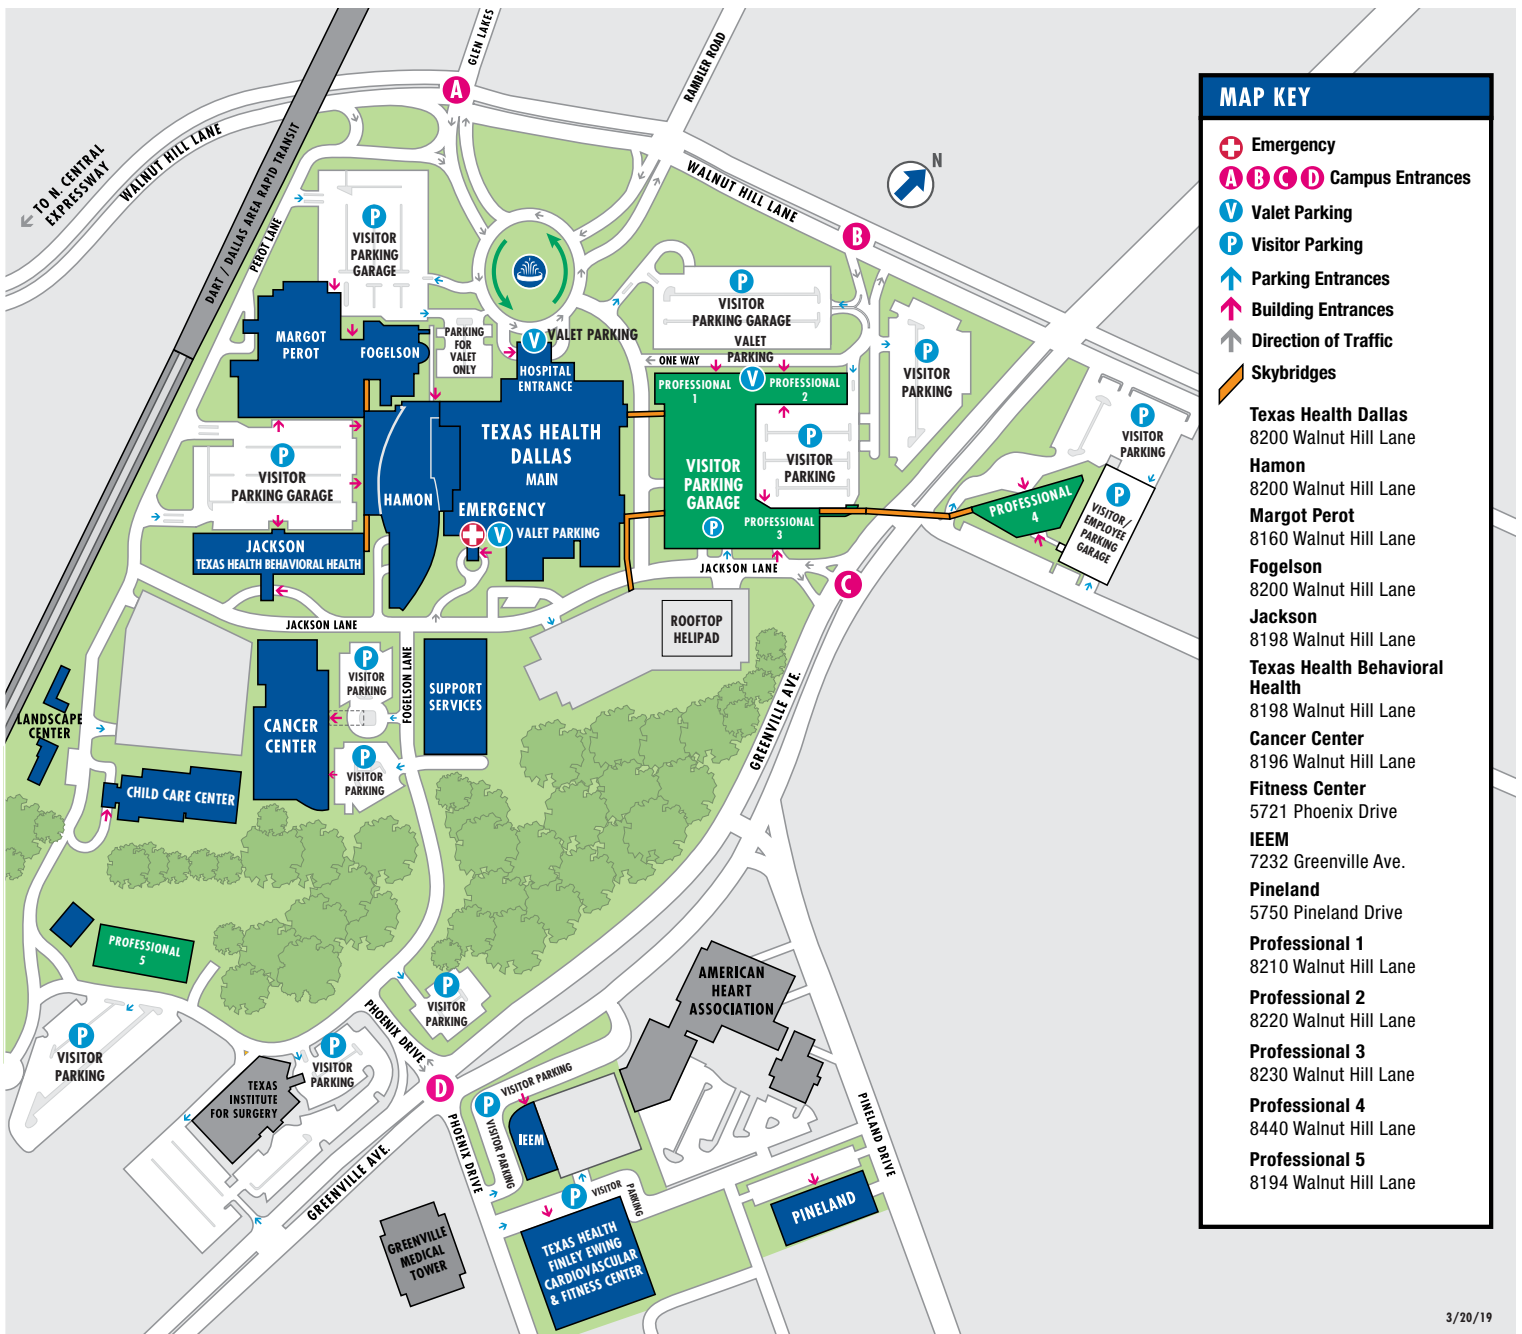 GLEN LAKES
RAMBLER ROAD
A
WALNUT HILL LANE
TO N. CENTRAL
EXPRESSWAY
DART / DALLAS AREA RAPID TRANSIT
PEROT LANE
WALNUT HILL LANE
B
N
P
VISITOR
PARKING
GARAGE
P
VISITOR
PARKING GARAGE
VALET
PARKING
ONE WAY
PARKING
FOR
VALET
ONLY
V
VALET PARKING
MARGOT
PEROT
FOGELSON
HOSPITAL
ENTRANCE
P
VISITOR
PARKING
PROFESSIONAL
1
V
PROFESSIONAL
2
P
VISITOR
PARKING
P
VISITOR
PARKING
TEXAS HEALTH
DALLAS
MAIN
P
VISITOR
PARKING GARAGE
HAMON
EMERGENCY
V
VALET PARKING
VISITOR
PARKING
GARAGE
P
PROFESSIONAL
3
PROFESSIONAL
4
P
VISITOR/
EMPLOYEE
PARKING
GARAGE
JACKSON
TEXAS HEALTH BEHAVIORAL HEALTH
JACKSON LANE
C
JACKSON LANE
ROOFTOP
HELIPAD
FOGELSON LANE
P
VISITOR
PARKING
SUPPORT
SERVICES
GREENVILLE AVE.
LANDSCAPE
CENTER
CANCER
CENTER
P
VISITOR
PARKING
CHILD CARE CENTER
PROFESSIONAL
5
P
VISITOR
PARKING
PHOENIX DRIVE
P
VISITOR
PARKING
AMERICAN
HEART
ASSOCIATION
P
VISITOR
PARKING
TEXAS
INSTITUTE
FOR SURGERY
D
P
VISITOR PARKING
VISITOR PARKING
IEEM
PHOENIX DRIVE
PINELAND DRIVE
GREENVILLE AVE.
P
VISITOR
PARKING
PINELAND
GREENVILLE
MEDICAL
TOWER
TEXAS HEALTH
FINLEY EWING
CARDIOVASCULAR
& FITNESS CENTER
MAP KEY
Emergency
A B C D Campus Entrances
V Valet Parking
P Visitor Parking
Parking Entrances
Building Entrances
Direction of Traffic
Skybridges
Texas Health Dallas
8200 Walnut Hill Lane
Hamon
8200 Walnut Hill Lane
Margot Perot
8160 Walnut Hill Lane
Fogelson
8200 Walnut Hill Lane
Jackson
8198 Walnut Hill Lane
Texas Health Behavioral
Health
8198 Walnut Hill Lane
Cancer Center
8196 Walnut Hill Lane
Fitness Center
5721 Phoenix Drive
IEEM
7232 Greenville Ave.
Pineland
5750 Pineland Drive
Professional 1
8210 Walnut Hill Lane
Professional 2
8220 Walnut Hill Lane
Professional 3
8230 Walnut Hill Lane
Professional 4
8440 Walnut Hill Lane
Professional 5
8194 Walnut Hill Lane
3/20/19